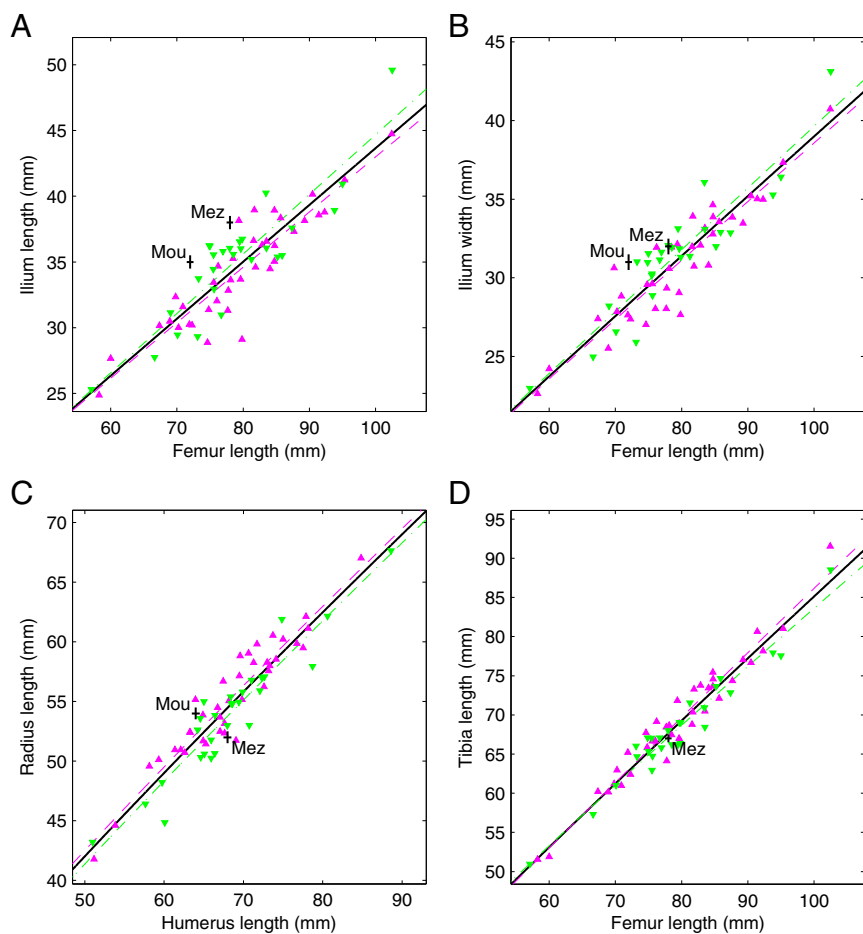 A
B
50
45
40
35
30
25
Ilium length (mm)
Mez
Mou
60
70
80
90
100
Femur length (mm)
45
40
35
30
25
Ilium width (mm)
Mou
Mez
60
70
80
90
100
Femur length (mm)
C
D
70
65
60
55
50
45
40
Radius length (mm)
Mou
Mez
50
60
70
80
90
Humerus length (mm)
95
90
85
80
75
70
65
60
55
50
Tibia length (mm)
Mez
60
70
80
90
100
Femur length (mm)